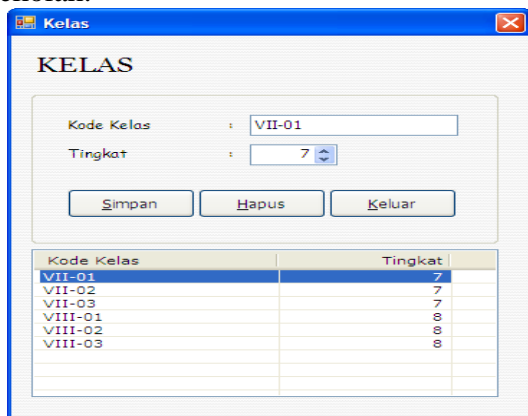 Kelas
KELAS
Kode Kelas : VII-01
Tingkat : 7
Simpan Hapus Keluar
Kode Kelas Tingkat
VII-01 7
VII-02 7
VII-03 7
VIII-01 8
VIII-02 8
VIII-03 8